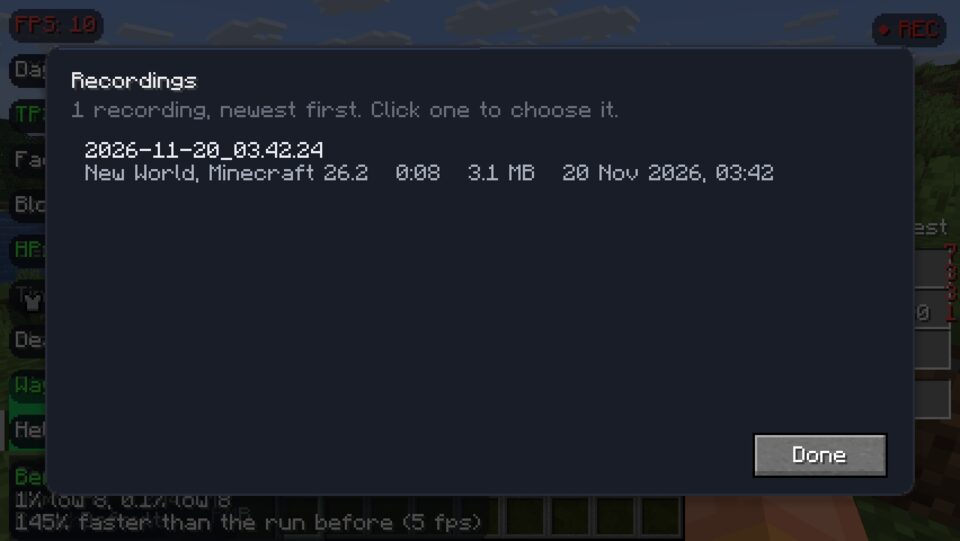 FPS: 10
REC
Recordings
1 recording, newest first. Click one to choose it.
2026-11-20_03.42.24
New World, Minecraft 26.2 0:08 3.1 MB 20 Nov 2026, 03:42
Done
1% low 8, 0.1% low 8
145% faster than the run before (5 fps)